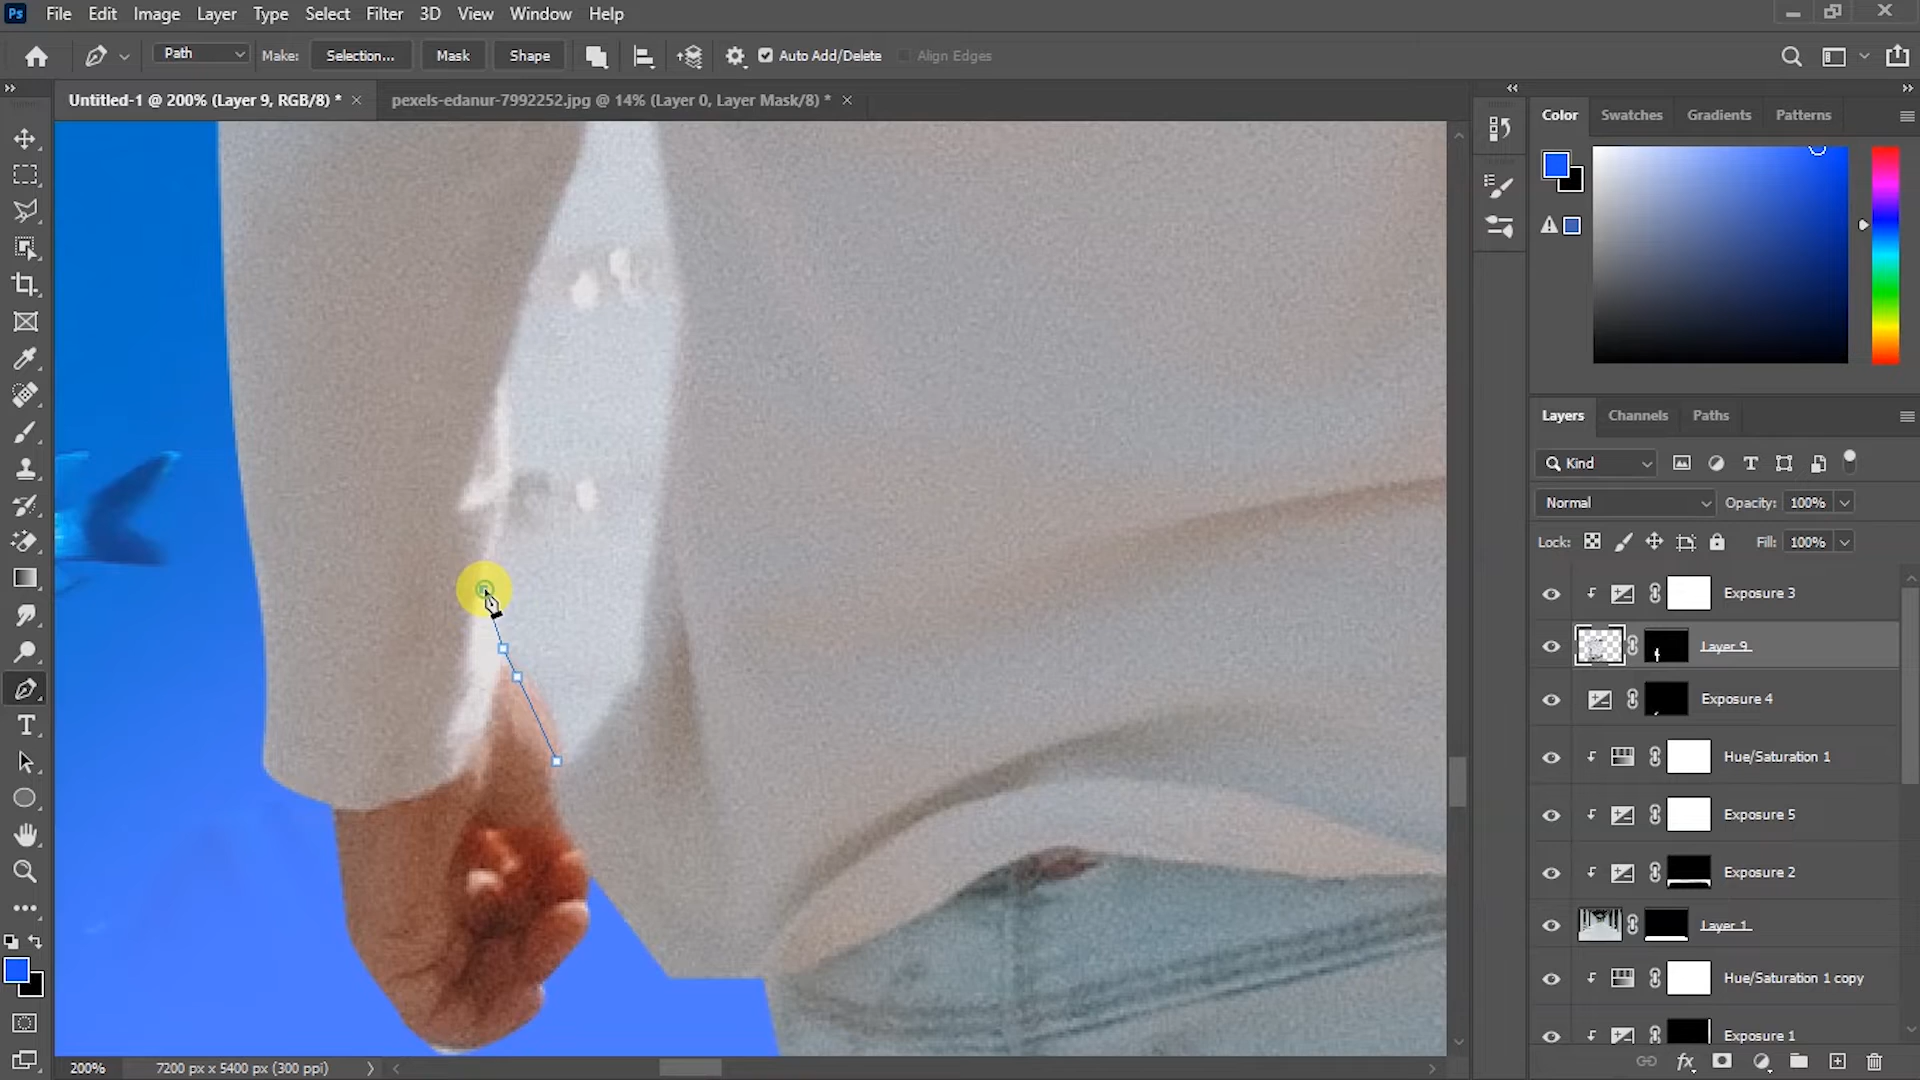 Ps File Edit Image Layer Type Select Filter 3D View Window Help
Path Make: Selection... Mask Shape Auto Add/Delete Align Edges
Untitled-1 @ 200% (Layer 9, RGB/8) * × pexels-edanur-7992252.jpg @ 14% (Layer 0, Layer Mask/8) * ×
Color Swatches Gradients Patterns
Layers Channels Paths
Kind
Normal Opacity: 100%
Lock: Fill: 100%
Exposure 3
Layer 9
Exposure 4
Hue/Saturation 1
Exposure 5
Exposure 2
Layer 1
Hue/Saturation 1 copy
Exposure 1
200% 7200 px x 5400 px (300 ppi)